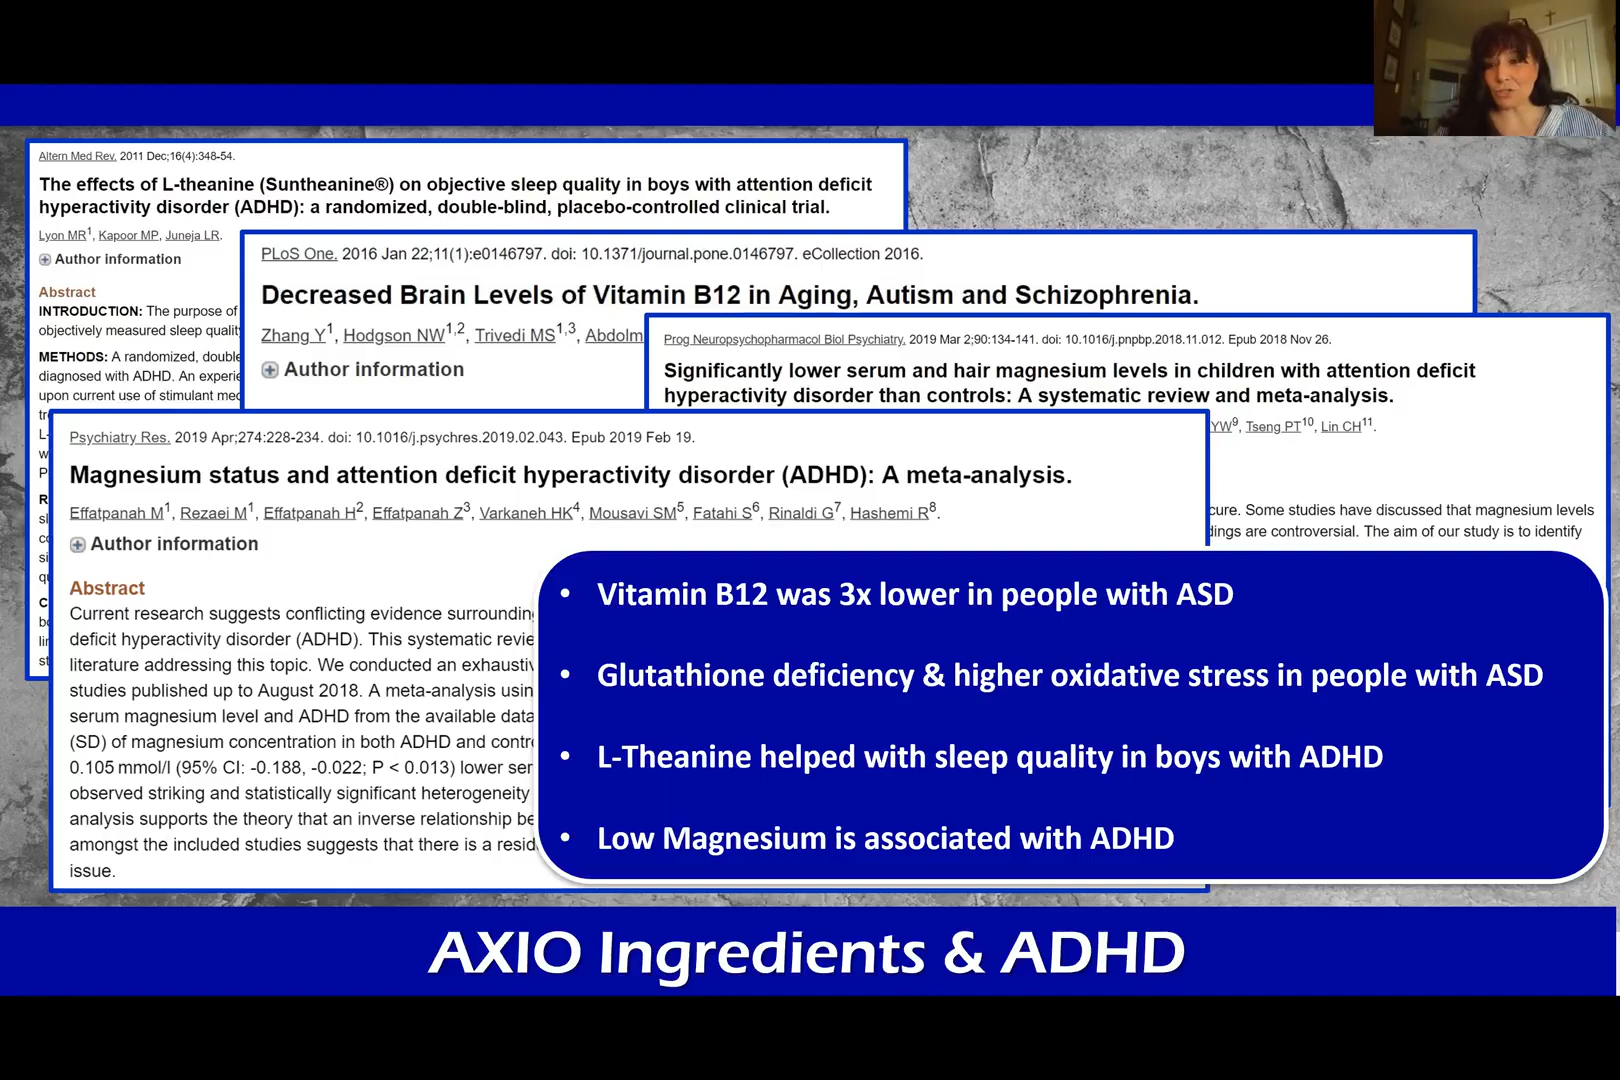 Altern Med Rev. 2011 Dec;16(4):348-54.
The effects of L-theanine (Suntheanine®) on objective sleep quality in boys with attention deficit
hyperactivity disorder (ADHD): a randomized, double-blind, placebo-controlled clinical trial.
Lyon MR1, Kapoor MP, Juneja LR.
Author information
Abstract
INTRODUCTION: The purpose of
objectively measured sleep
METHODS: A randomized,
diagnosed with ADHD. An
upon current use of stimulant
PLoS One. 2016 Jan 22;11(1):e0146797. doi: 10.1371/journal.pone.0146797. eCollection 2016.
Decreased Brain Levels of Vitamin B12 in Aging, Autism and Schizophrenia.
Zhang Y1, Hodgson NW1,2, Trivedi MS1,3, Abdolm
Author information
Prog Neuropsychopharmacol Biol Psychiatry. 2019 Mar 2;90:134-141. doi: 10.1016/j.pnpbp.2018.11.012. Epub 2018 Nov 26.
Significantly lower serum and hair magnesium levels in children with attention deficit
hyperactivity disorder than controls: A systematic review and meta-analysis.
YW9, Tseng PT10, Lin CH11.
cure. Some studies have discussed that magnesium levels
dings are controversial. The aim of our study is to identify
Psychiatry Res. 2019 Apr;274:228-234. doi: 10.1016/j.psychres.2019.02.043. Epub 2019 Feb 19.
Magnesium status and attention deficit hyperactivity disorder (ADHD): A meta-analysis.
Effatpanah M1, Rezaei M1, Effatpanah H2, Effatpanah Z3, Varkaneh HK4, Mousavi SM5, Fatahi S6, Rinaldi G7, Hashemi R8.
Author information
Abstract
Current research suggests conflicting evidence surrounding
deficit hyperactivity disorder (ADHD). This systematic
literature addressing this topic. We conducted an
studies published up to August 2018. A meta-analysis
serum magnesium level and ADHD from the available data
(SD) of magnesium concentration in both ADHD and
0.105 mmol/l (95% CI: -0.188, -0.022; P < 0.013) lower
observed striking and statistically significant heterogeneity
analysis supports the theory that an inverse relationship
amongst the included studies suggests that there is a
issue.
• Vitamin B12 was 3x lower in people with ASD
• Glutathione deficiency & higher oxidative stress in people with ASD
• L-Theanine helped with sleep quality in boys with ADHD
• Low Magnesium is associated with ADHD
AXIO Ingredients & ADHD